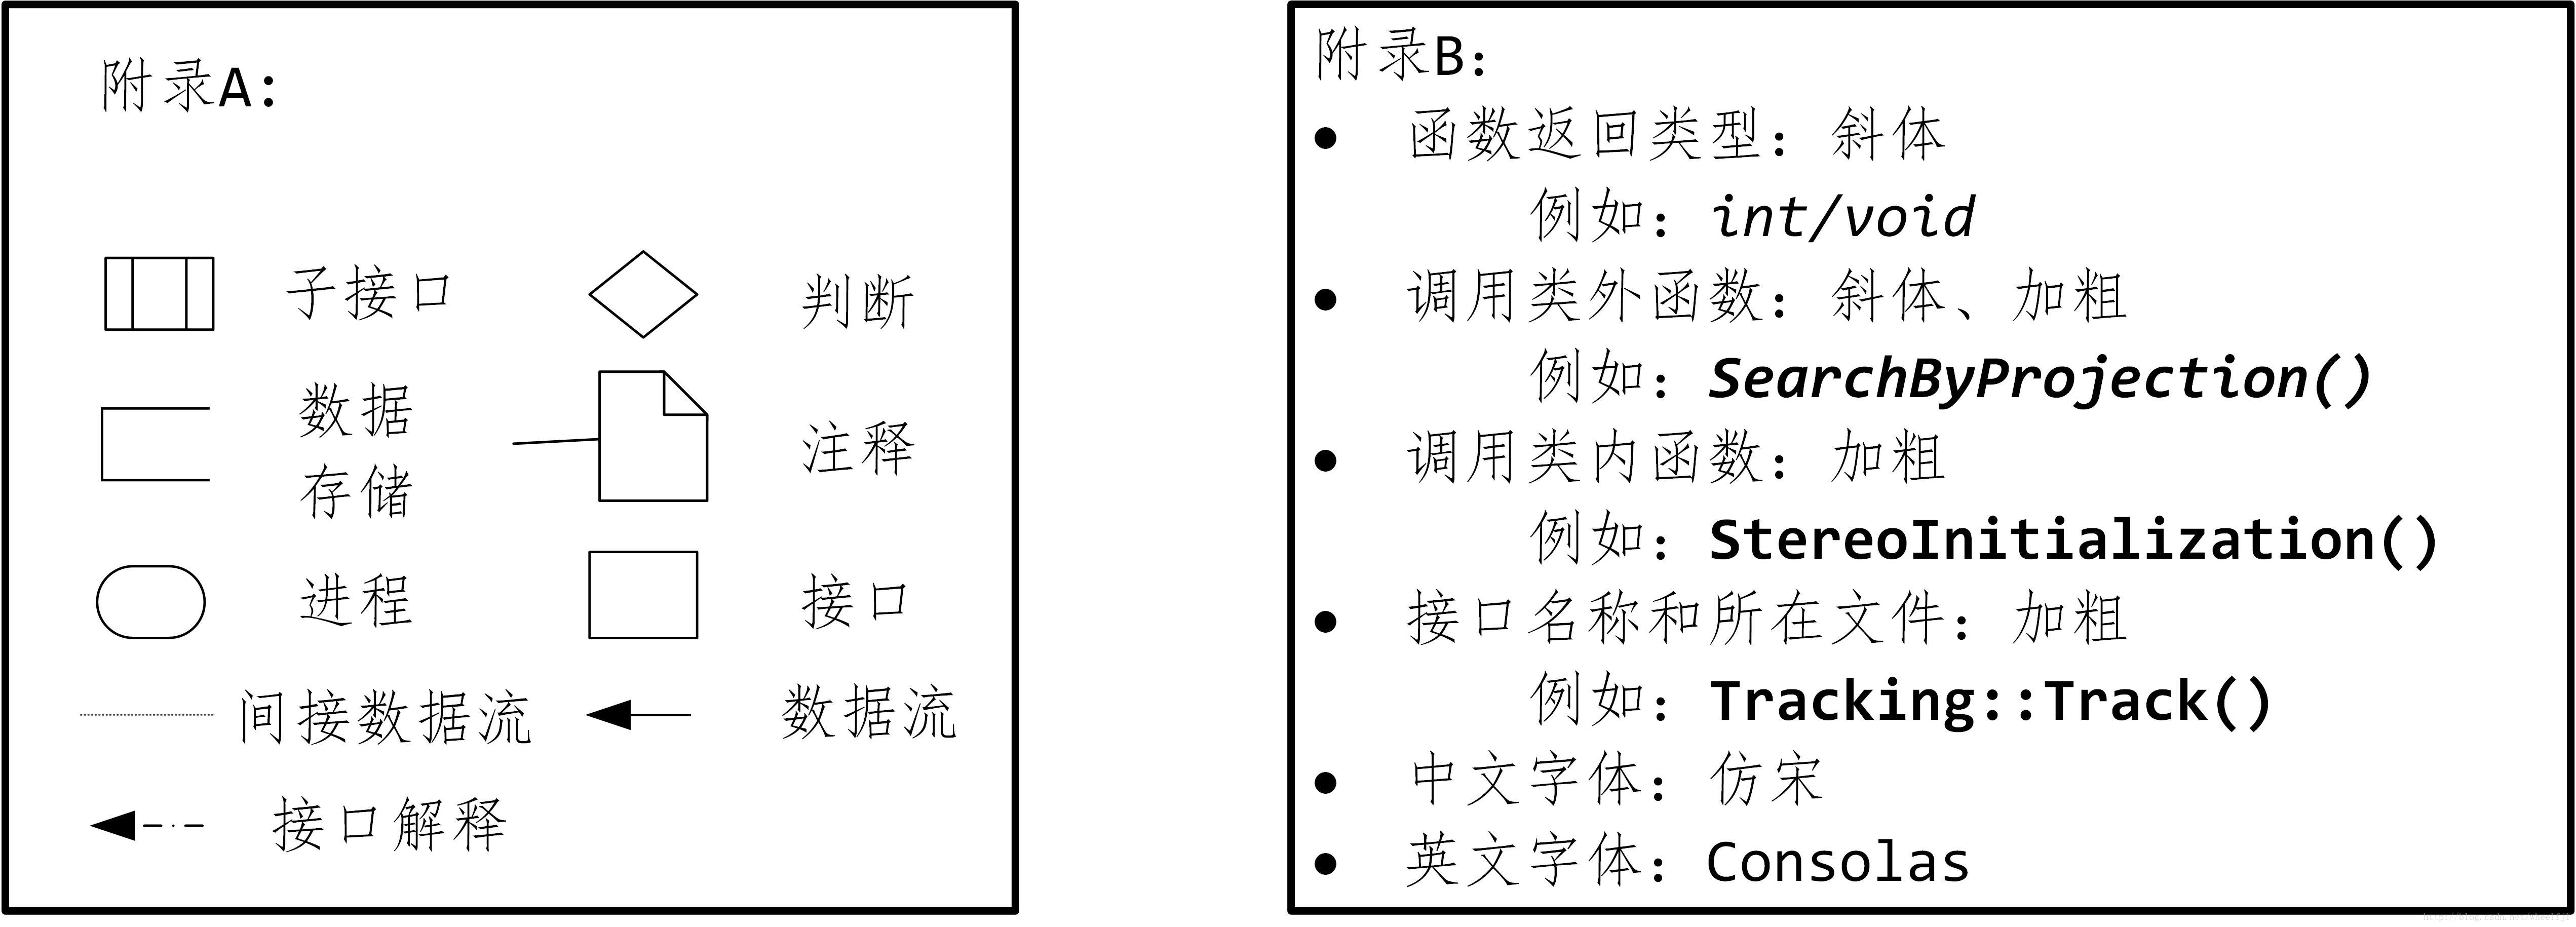 附录A:
子接口
判断
数据
存储
注释
进程
接口
间接数据流
数据流
接口解释
附录B:
● 函数返回类型: 斜体
例如: int/void
● 调用类外函数: 斜体、加粗
例如: SearchByProjection()
● 调用类内函数: 加粗
例如: StereoInitialization()
● 接口名称和所在文件: 加粗
例如: Tracking::Track()
● 中文字体: 仿宋
● 英文字体: Consolas